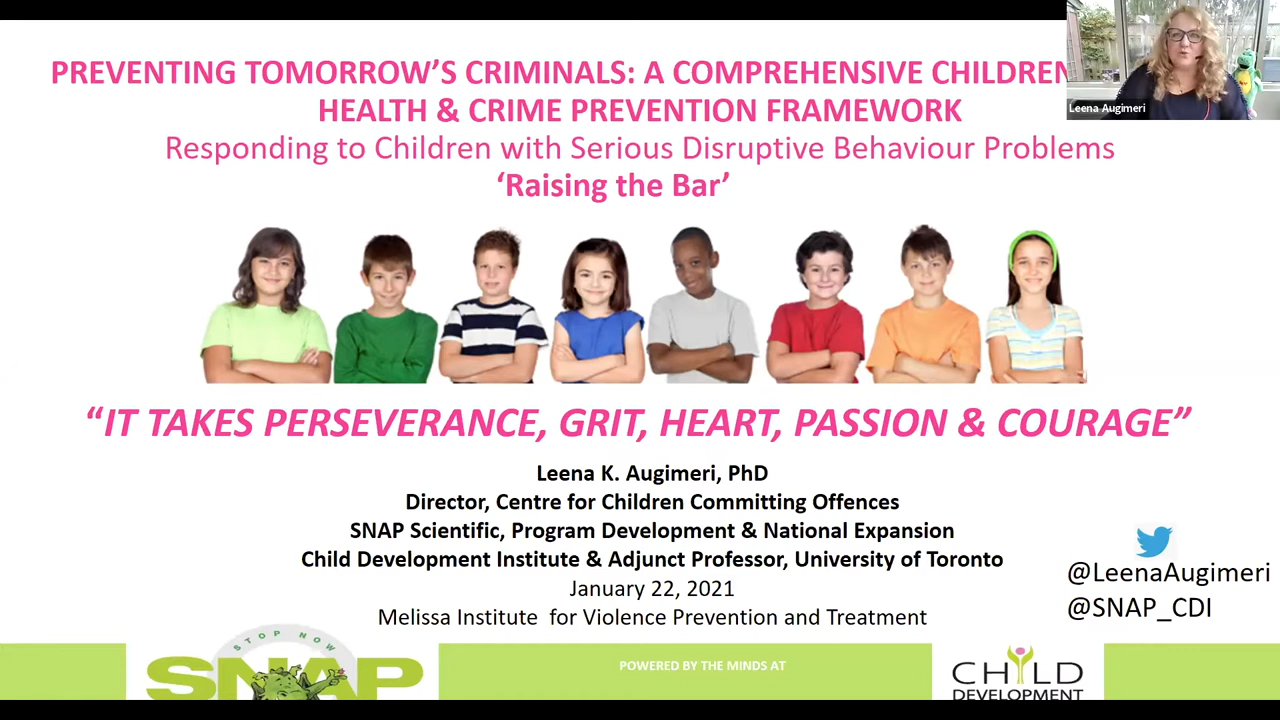 PREVENTING TOMORROW’S CRIMINALS: A COMPREHENSIVE CHILDREN
HEALTH & CRIME PREVENTION FRAMEWORK
Responding to Children with Serious Disruptive Behaviour Problems
‘Raising the Bar’
Leena Augimeri
“IT TAKES PERSEVERANCE, GRIT, HEART, PASSION & COURAGE”
Leena K. Augimeri, PhD
Director, Centre for Children Committing Offences
SNAP Scientific, Program Development & National Expansion
Child Development Institute & Adjunct Professor, University of Toronto
January 22, 2021
Melissa Institute for Violence Prevention and Treatment
@LeenaAugimeri
@SNAP_CDI
STOP NOW
SNAP
POWERED BY THE MINDS AT
CHILD
DEVELOPMENT